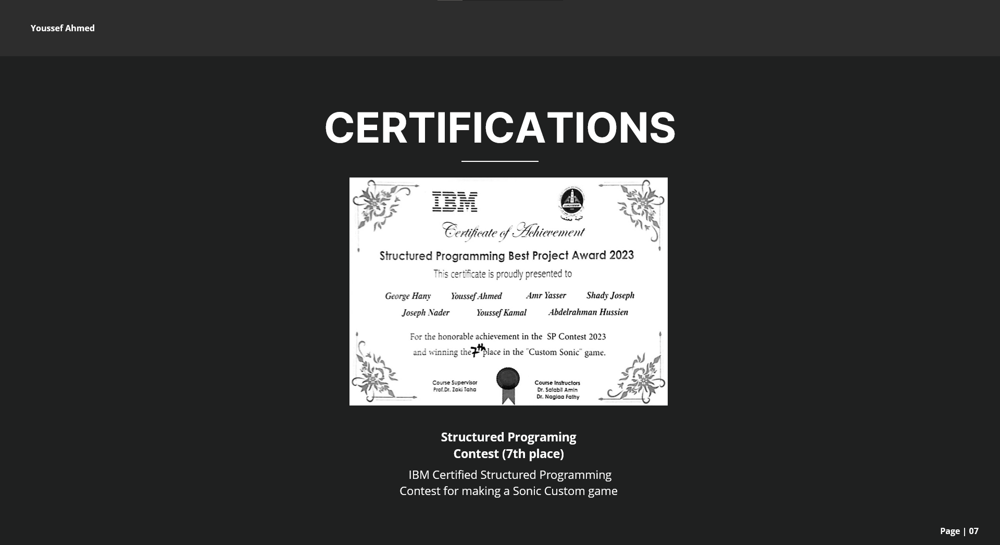 Youssef Ahmed
CERTIFICATIONS
IBM
Certificate of Achievement
Structured Programming Best Project Award 2023
This certificate is proudly presented to
George Hany Youssef Ahmed Amr Yasser Shady Joseph
Joseph Nader Youssef Kamal Abdelrahman Hussien
For the honorable achievement in the SP Contest 2023
and winning the 7th place in the "Custom Sonic" game.
Course Supervisor
Prof.Dr. Zaki Taha
Course Instructors
Dr. Salabil Amin
Dr. Naglaa Fathy
Structured Programing
Contest (7th place)
IBM Certified Structured Programming
Contest for making a Sonic Custom game
Page | 07